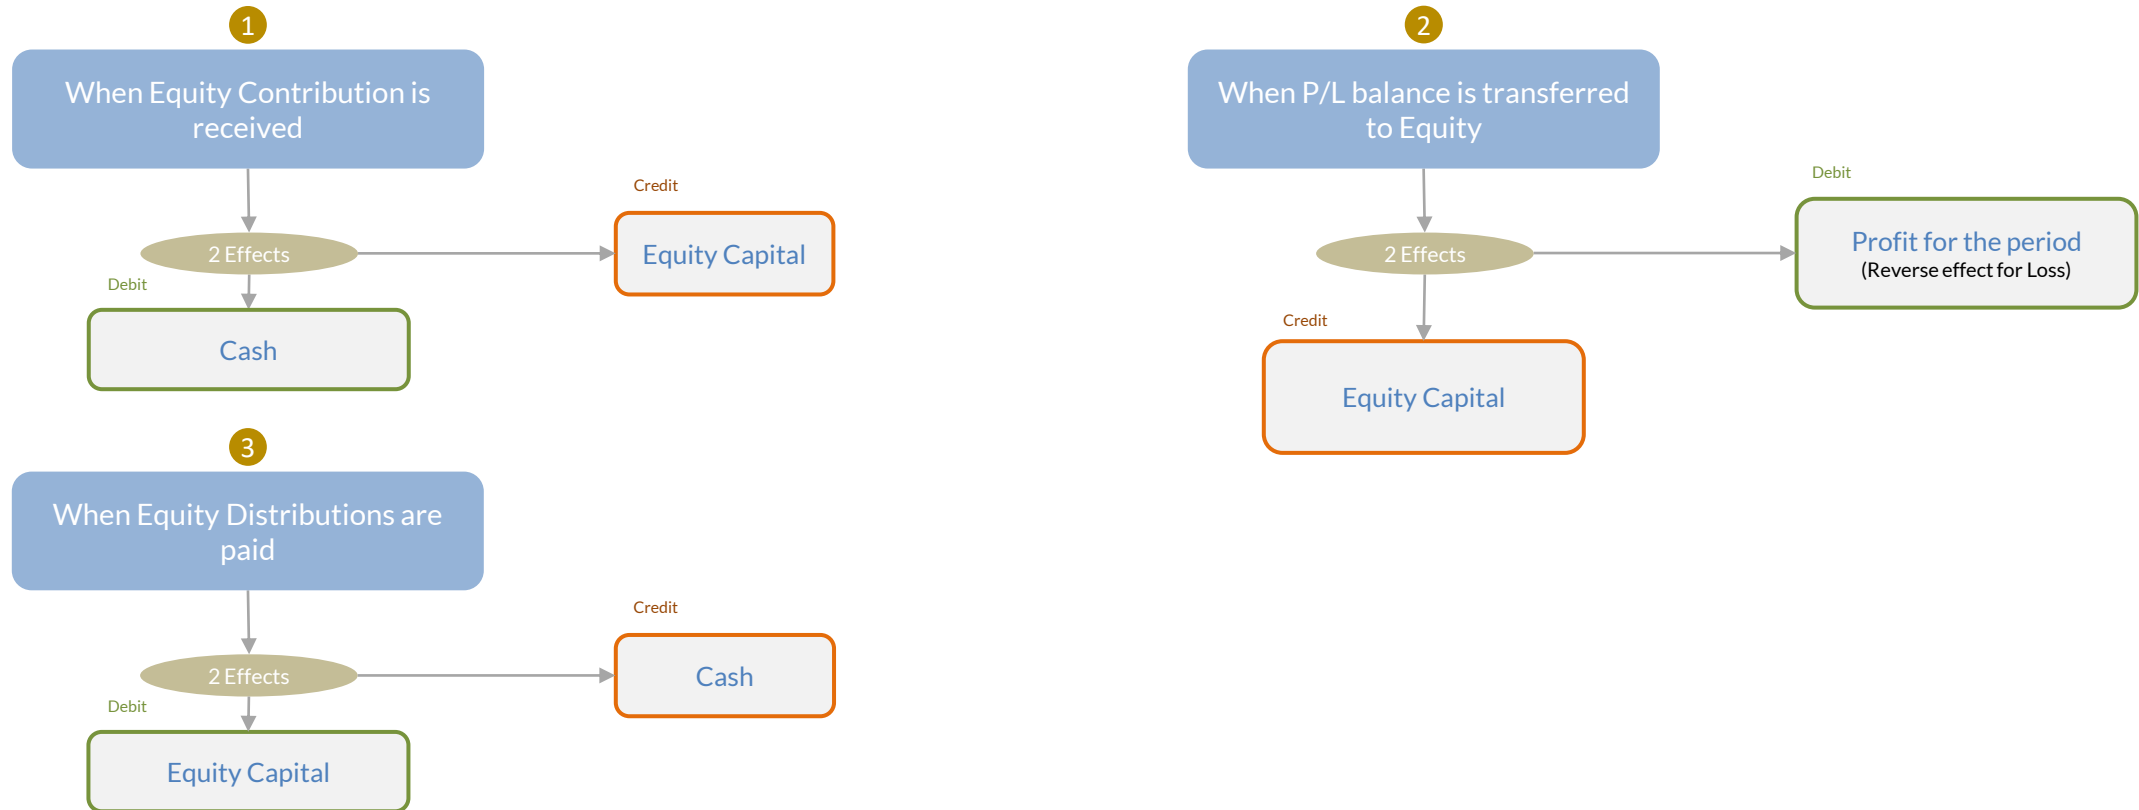 1
When Equity Contribution is
received
2 Effects
Credit
Equity Capital
Debit
Cash
2
When P/L balance is transferred
to Equity
2 Effects
Debit
Profit for the period
(Reverse effect for Loss)
Credit
Equity Capital
3
When Equity Distributions are
paid
2 Effects
Credit
Cash
Debit
Equity Capital